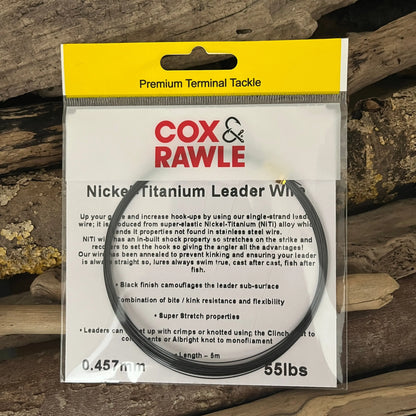 Premium Terminal Tackle
COX &
RAWLE
Nickel-Titanium Leader Wire
Up your game and increase hook-ups by using our single-strand leader
wire; it is produced from super-elastic Nickel-Titanium (NiTi) alloy which
lends it properties not found in stainless steel wire.
NiTi wire has an in-built shock property so stretches on the strike and
recovers to set the hook so giving the angler all the advantages!
Our wire has been annealed to prevent kinking and ensuring your leader
is always straight so, lures always swim true, cast after cast, fish after
fish.
• Black finish camouflages the leader sub-surface
Combination of bite / kink resistance and flexibility
• Super Stretch properties
• Leaders can be set up with crimps or knotted using the Clinch knot to
components or Albright knot to monofilament
Length – 5m
0.457mm 55lbs